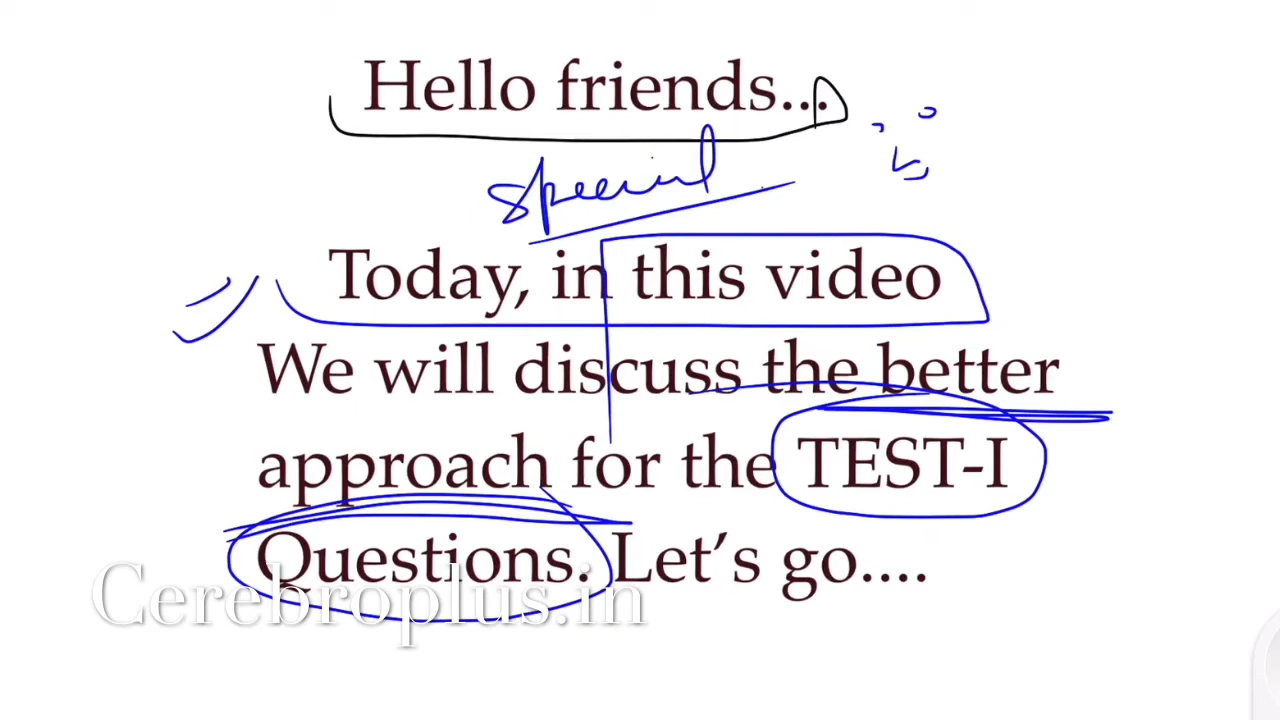 Hello friends...
special
Today, in this video
We will discuss the better
approach for the TEST-I
Questions. Let's go....
Cerebroplus.in